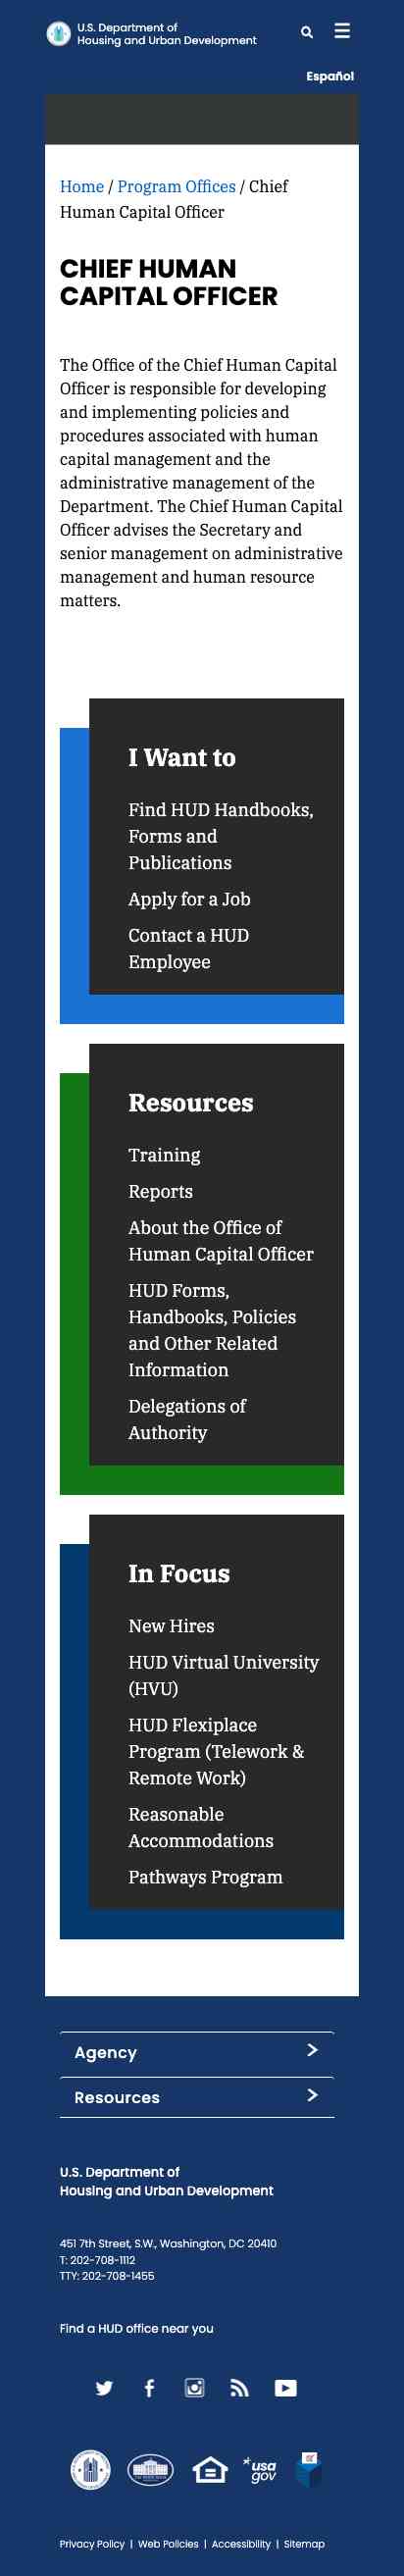 U.S. Department of
Housing and Urban Development
Español
Home / Program Offices / Chief
Human Capital Officer
CHIEF HUMAN
CAPITAL OFFICER
The Office of the Chief Human Capital
Officer is responsible for developing
and implementing policies and
procedures associated with human
capital management and the
administrative management of the
Department. The Chief Human Capital
Officer advises the Secretary and
senior management on administrative
management and human resource
matters.
I Want to
Find HUD Handbooks,
Forms and
Publications
Apply for a Job
Contact a HUD
Employee
Resources
Training
Reports
About the Office of
Human Capital Officer
HUD Forms,
Handbooks, Policies
and Other Related
Information
Delegations of
Authority
In Focus
New Hires
HUD Virtual University
(HVU)
HUD Flexiplace
Program (Telework &
Remote Work)
Reasonable
Accommodations
Pathways Program
Agency
Resources
U.S. Department of
Housing and Urban Development
451 7th Street, S.W., Washington, DC 20410
T: 202-708-1112
TTY: 202-708-1455
Find a HUD office near you
usa
gov
Privacy Policy | Web Policies | Accessibility | Sitemap